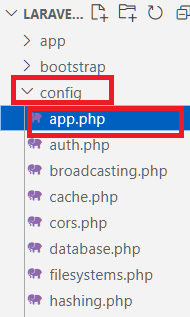 LARAVE...
app
bootstrap
config
app.php
auth.php
broadcasting.php
cache.php
cors.php
database.php
filesystems.php
hashing.php